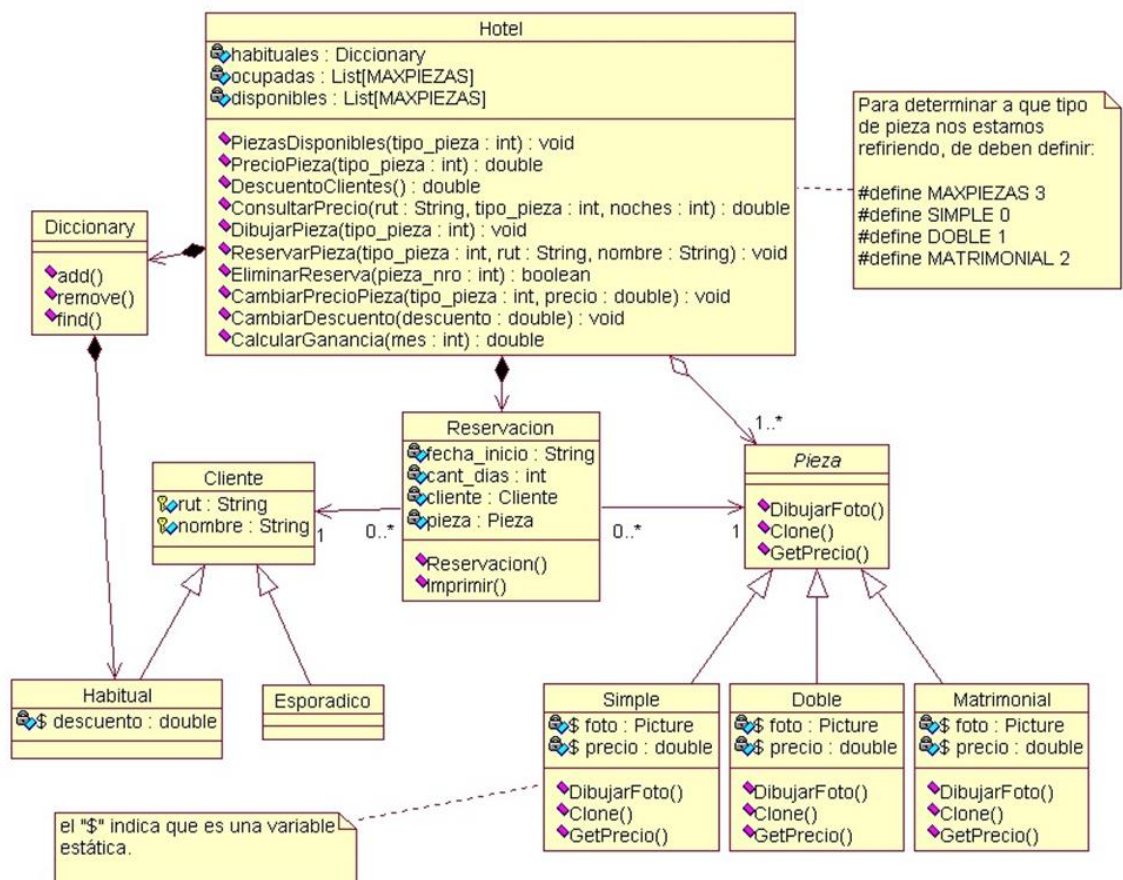 Hotel
habituales : Diccionary
ocupadas : List[MAXPIEZAS]
disponibles : List[MAXPIEZAS]
PiezasDisponibles(tipo_pieza : int) : void
PrecioPieza(tipo_pieza : int) : double
DescuentoClientes() : double
ConsultarPrecio(rut : String, tipo_pieza : int, noches : int) : double
DibujarPieza(tipo_pieza : int) : void
ReservarPieza(tipo_pieza : int, rut : String, nombre : String) : void
EliminarReserva(pieza_nro : int) : boolean
CambiarPrecioPieza(tipo_pieza : int, precio : double) : void
CambiarDescuento(descuento : double) : void
CalcularGanancia(mes : int) : double
Para determinar a que tipo
de pieza nos estamos
refiriendo, de deben definir:
#define MAXPIEZAS 3
#define SIMPLE 0
#define DOBLE 1
#define MATRIMONIAL 2
Diccionary
add()
remove()
find()
Reservacion
fecha_inicio : String
cant_dias : int
cliente : Cliente
pieza : Pieza
Reservacion()
Imprimir()
1..*
Pieza
DibujarFoto()
Clone()
GetPrecio()
Cliente
rut : String
nombre : String
1
0..*
0..*
1
Habitual
$ descuento : double
Esporadico
Simple
$ foto : Picture
$ precio : double
DibujarFoto()
Clone()
GetPrecio()
Doble
$ foto : Picture
$ precio : double
DibujarFoto()
Clone()
GetPrecio()
Matrimonial
$ foto : Picture
$ precio : double
DibujarFoto()
Clone()
GetPrecio()
el "$" indica que es una variable
estática.